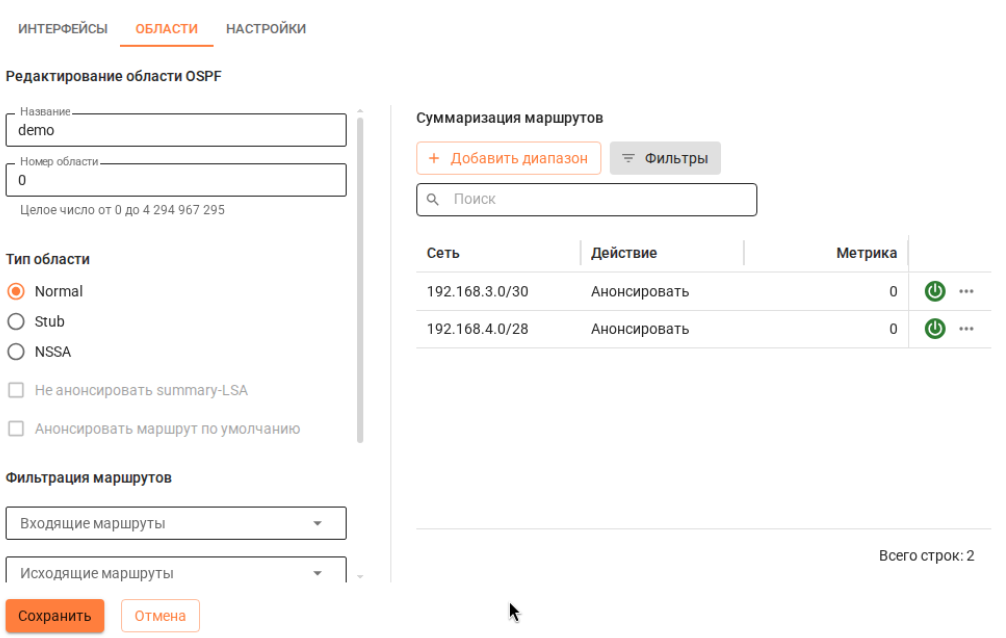 ИНТЕРФЕЙСЫ ОБЛАСТИ НАСТРОЙКИ
Редактирование области OSPF
Название
demo
Номер области
0
Целое число от 0 до 4 294 967 295
Тип области
Normal
Stub
NSSA
Не анонсировать summary-LSA
Анонсировать маршрут по умолчанию
Фильтрация маршрутов
Входящие маршруты
Исходящие маршруты
Сохранить Отмена
Суммаризация маршрутов
+ Добавить диапазон Фильтры
Поиск
Сеть Действие Метрика
192.168.3.0/30 Анонсировать 0
192.168.4.0/28 Анонсировать 0
Всего строк: 2